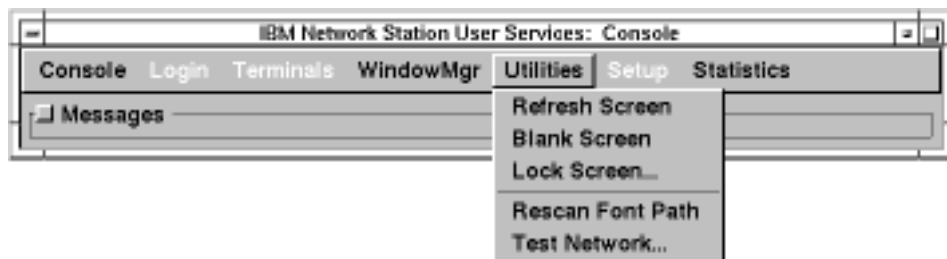 IBM Network Station User Services: Console
Console Login Terminals WindowMgr Utilities Setup Statistics
Messages
Refresh Screen
Blank Screen
Lock Screen...
Rescan Font Path
Test Network...